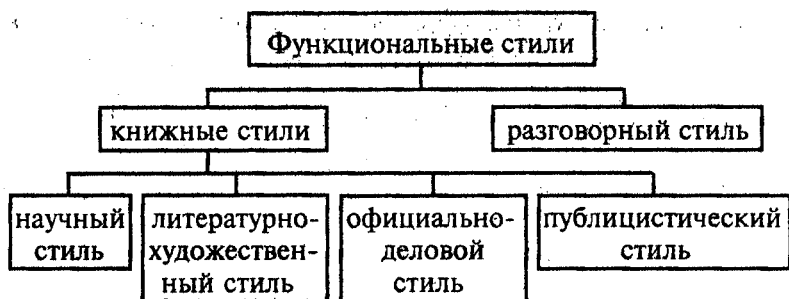 Функциональные стили
книжные стили
разговорный стиль
научный
стиль
литературно-
художествен-
ный стиль
официально-
деловой
стиль
публицистический
стиль